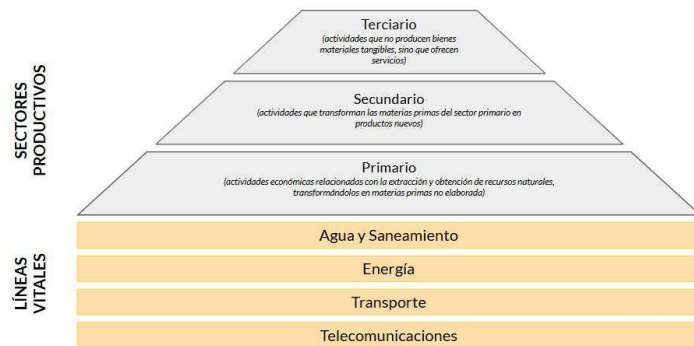 SECTORES
PRODUCTIVOS
Terciario
(actividades que no producen bienes
materiales tangibles, sino que ofrecen
servicios)
Secundario
(actividades que transforman las materias primas del sector primario en
productos nuevos)
Primario
(actividades económicas relacionadas con la extracción y obtención de recursos naturales,
transformándolos en materias primas no elaborada)
LÍNEAS
VITALES
Agua y Saneamiento
Energía
Transporte
Telecomunicaciones